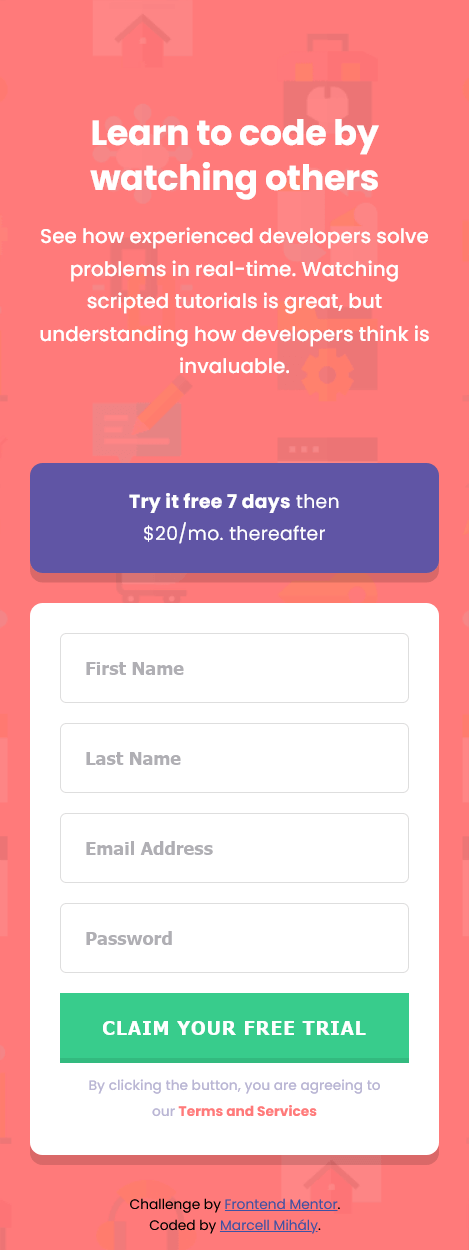 Learn to code by
watching others
See how experienced developers solve
problems in real-time. Watching
scripted tutorials is great, but
understanding how developers think is
invaluable.
Try it free 7 days then
$20/mo. thereafter
First Name
Last Name
Email Address
Password
CLAIM YOUR FREE TRIAL
By clicking the button, you are agreeing to
our Terms and Services
Challenge by Frontend Mentor.
Coded by Marcell Mihály.